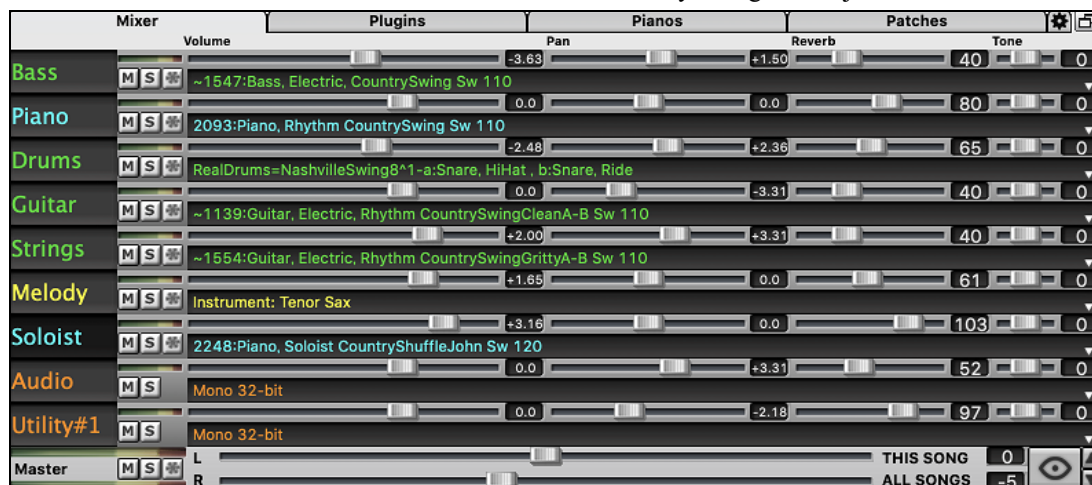 Mixer Plugins Pianos Patches
Volume Pan Reverb Tone
Bass -3.63 +1.50 40 0
M S ~1547:Bass, Electric, CountrySwing Sw 110
Piano 0.0 0.0 80 0
M S 2093:Piano, Rhythm CountrySwing Sw 110
Drums -2.48 +2.36 65 0
M S RealDrums=NashvilleSwing8^1-a:Snare, HiHat , b:Snare, Ride
Guitar 0.0 -3.31 40 0
M S ~1139:Guitar, Electric, Rhythm CountrySwingCleanA-B Sw 110
Strings +2.00 +3.31 40 0
M S ~1554:Guitar, Electric, Rhythm CountrySwingGrittyA-B Sw 110
Melody +1.65 0.0 61 0
M S Instrument: Tenor Sax
Soloist +3.16 0.0 103 0
M S 2248:Piano, Soloist CountryShuffleJohn Sw 120
Audio 0.0 +3.31 52 0
M S Mono 32-bit
Utility#1 0.0 -2.18 97 0
M S Mono 32-bit
Master M S L THIS SONG 0
R ALL SONGS -5